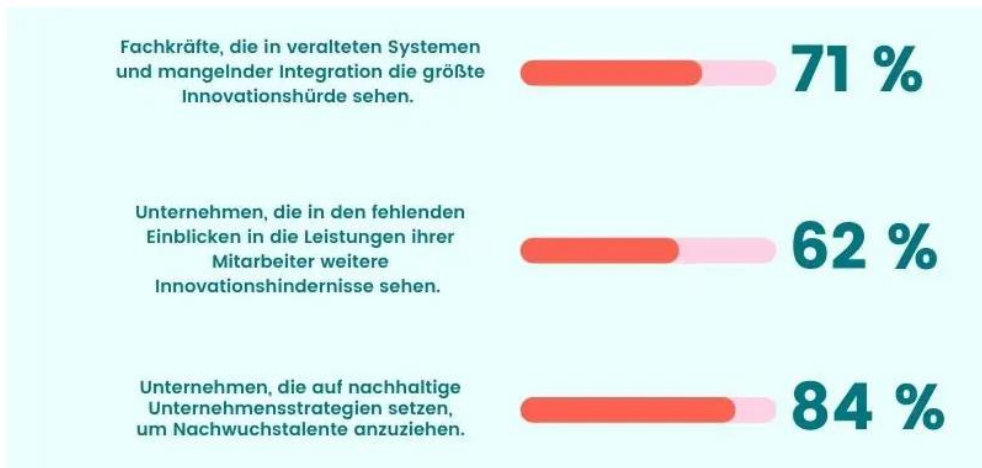 Fachkräfte, die in veralteten Systemen
und mangelnder Integration die größte
Innovationshürde sehen.
71 %
Unternehmen, die in den fehlenden
Einblicken in die Leistungen ihrer
Mitarbeiter weitere
Innovationshindernisse sehen.
62 %
Unternehmen, die auf nachhaltige
Unternehmensstrategien setzen,
um Nachwuchstalente anzuziehen.
84 %